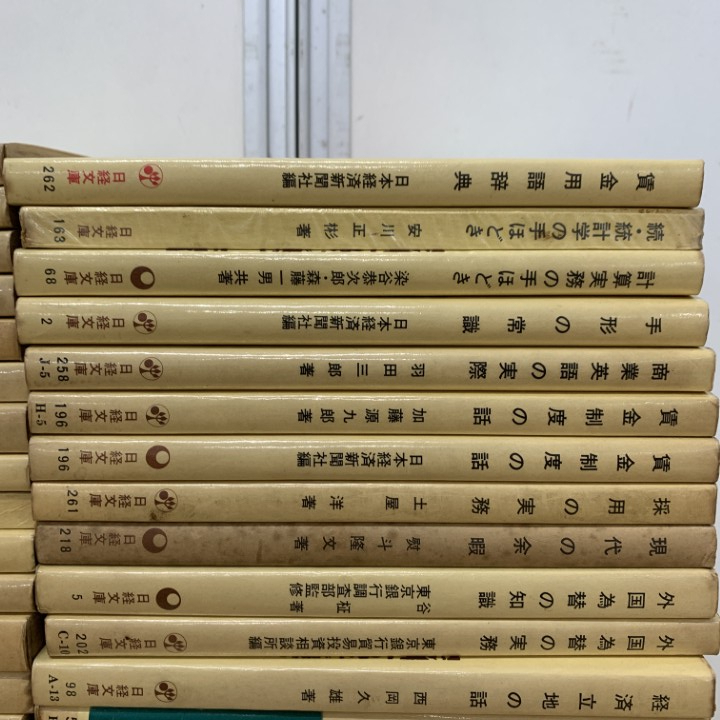 賃金用語辞典 日本経済新聞社編 日経文庫 262
続・統計学の手ほどき 安川正彬著 163
計算実務の手ほどき 染谷恭次郎・森藤一男共著 日経文庫 68
手形の常識 日本経済新聞社編 日経文庫 2
商業英語の実際 羽田三郎著 日経文庫 258 J-5
賃金制度の話 加藤源九郎著 日経文庫 196 H-5
賃金制度の話 日本経済新聞社編 日経文庫 196
採用の実務 土屋洋著 日経文庫 261
現代の余暇 熨斗隆文著 日経文庫 218
外国為替の知識 東京銀行調査部監修 柾谷著 日経文庫 5
外国為替の実務 東京銀行貿易投資相談所編 日経文庫 202 C-10
経済立地の話 西岡久雄著 日経文庫 98 A-13